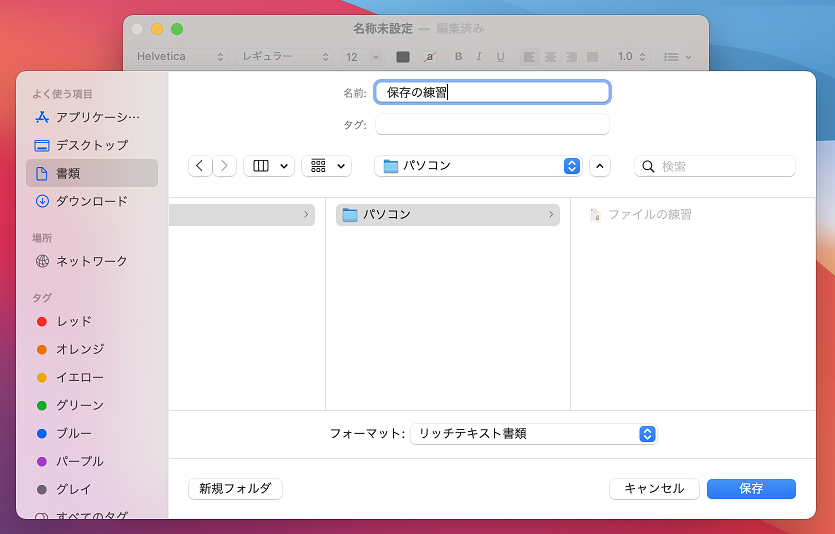 名称未設定 — 編集済み
Helvetica レギュラー 12 a B I U 1.0
よく使う項目
アプリケーシ…
デスクトップ
書類
ダウンロード
場所
ネットワーク
タグ
レッド
オレンジ
イエロー
グリーン
ブルー
パープル
グレイ
すべてのタグ
名前: 保存の練習
タグ:
パソコン 検索
パソコン ファイルの練習
フォーマット: リッチテキスト書類
新規フォルダ キャンセル 保存